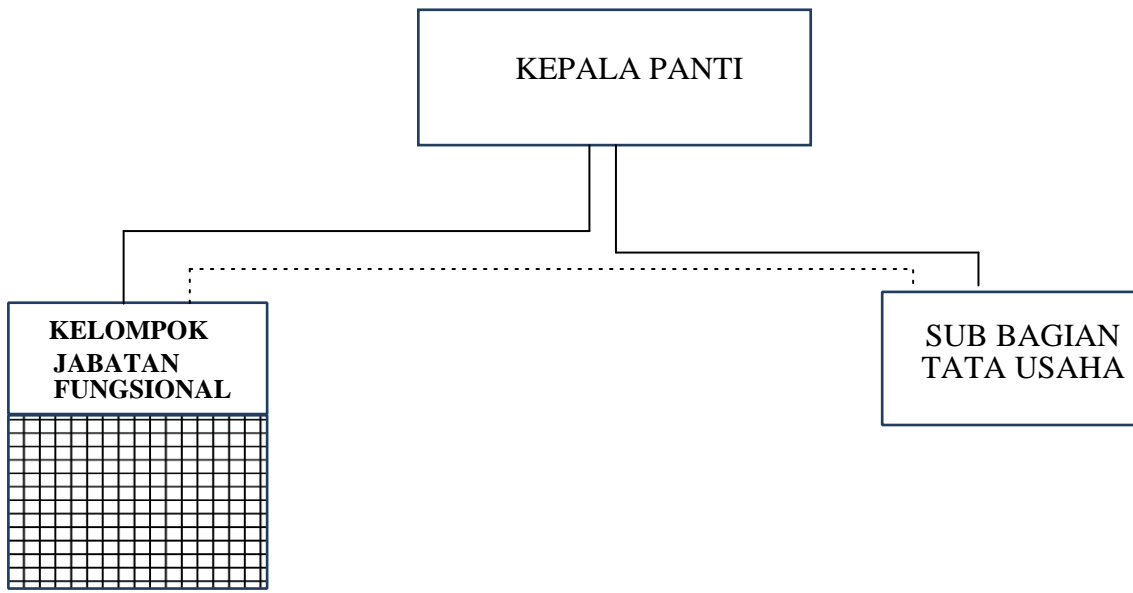 KEPALA PANTI
KELOMPOK
JABATAN
FUNGSIONAL
SUB BAGIAN
TATA USAHA